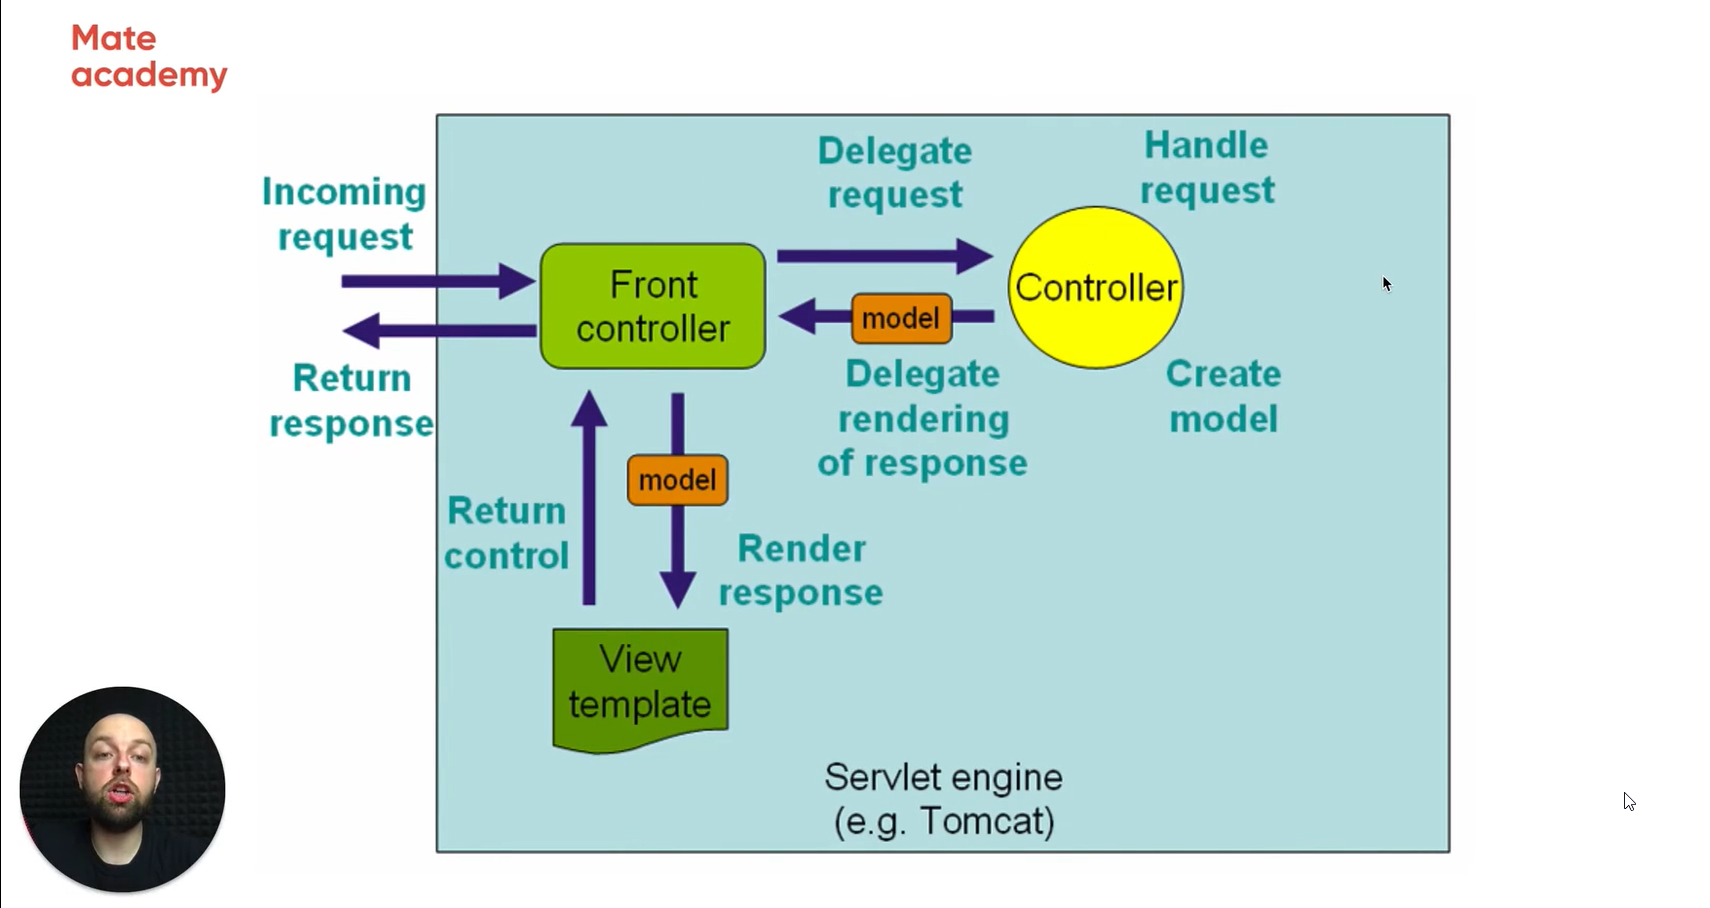 Mate
academy
Incoming
request
Return
response
Front
controller
Delegate
request
Handle
request
Controller
model
Delegate
rendering
of response
Create
model
Return
control
model
Render
response
View
template
Servlet engine
(e.g. Tomcat)